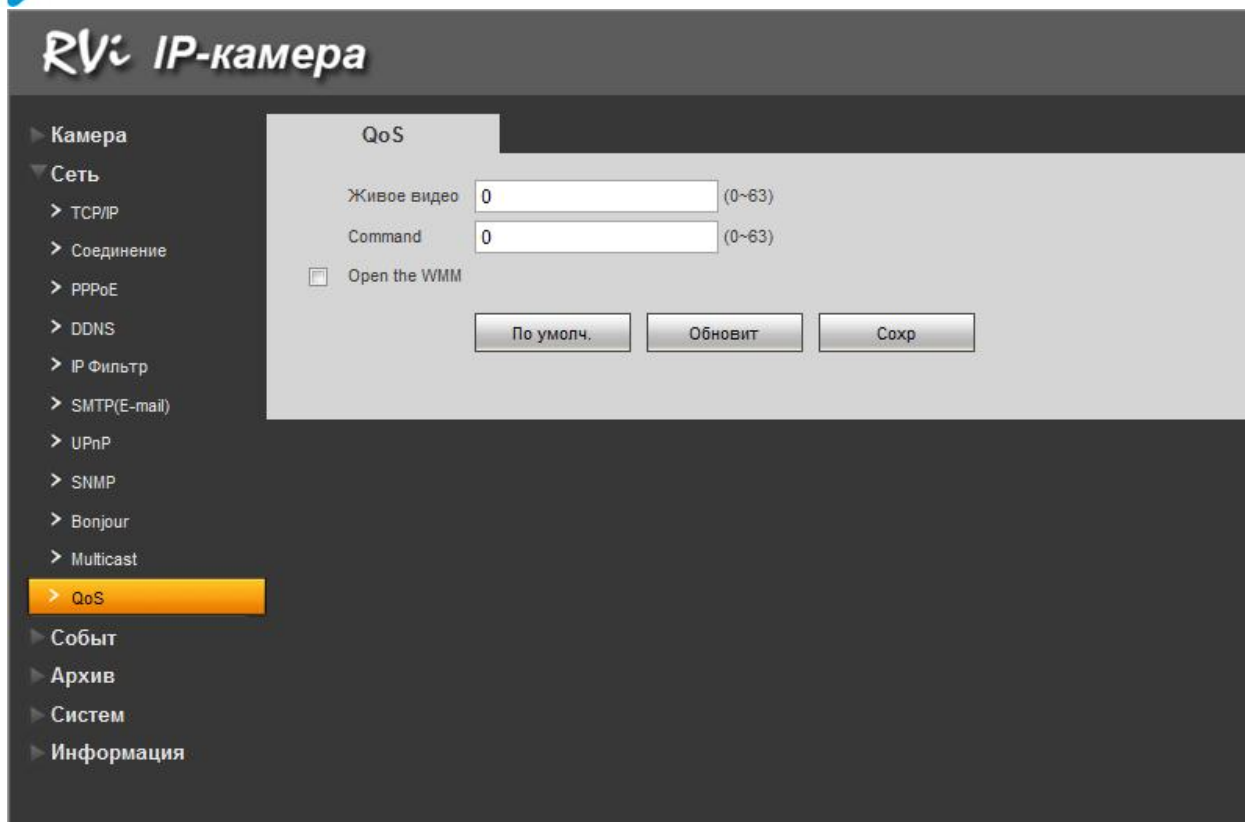 RVi IP-камера
Камера
Сеть
TCP/IP
Соединение
PPPoE
DDNS
IP Фильтр
SMTP(E-mail)
UPnP
SNMP
Bonjour
Multicast
QoS
Событ
Архив
Систем
Информация
QoS
Живое видео 0 (0~63)
Command 0 (0~63)
Open the WMM
По умолч. Обновит Сохр